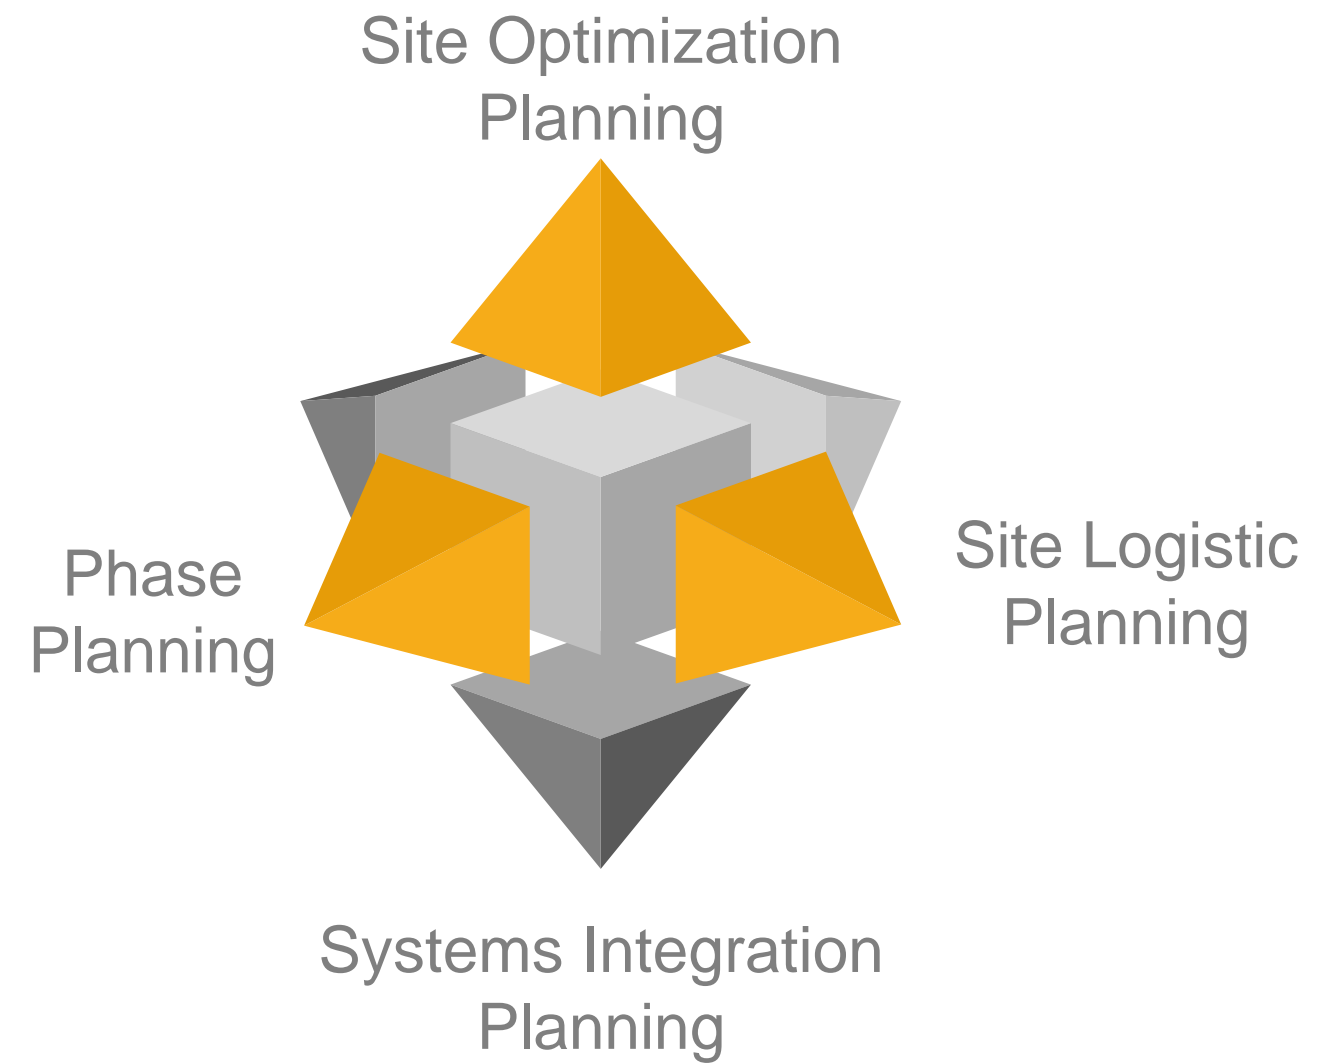 Site Optimization
Planning
Phase
Planning
Site Logistic
Planning
Systems Integration
Planning